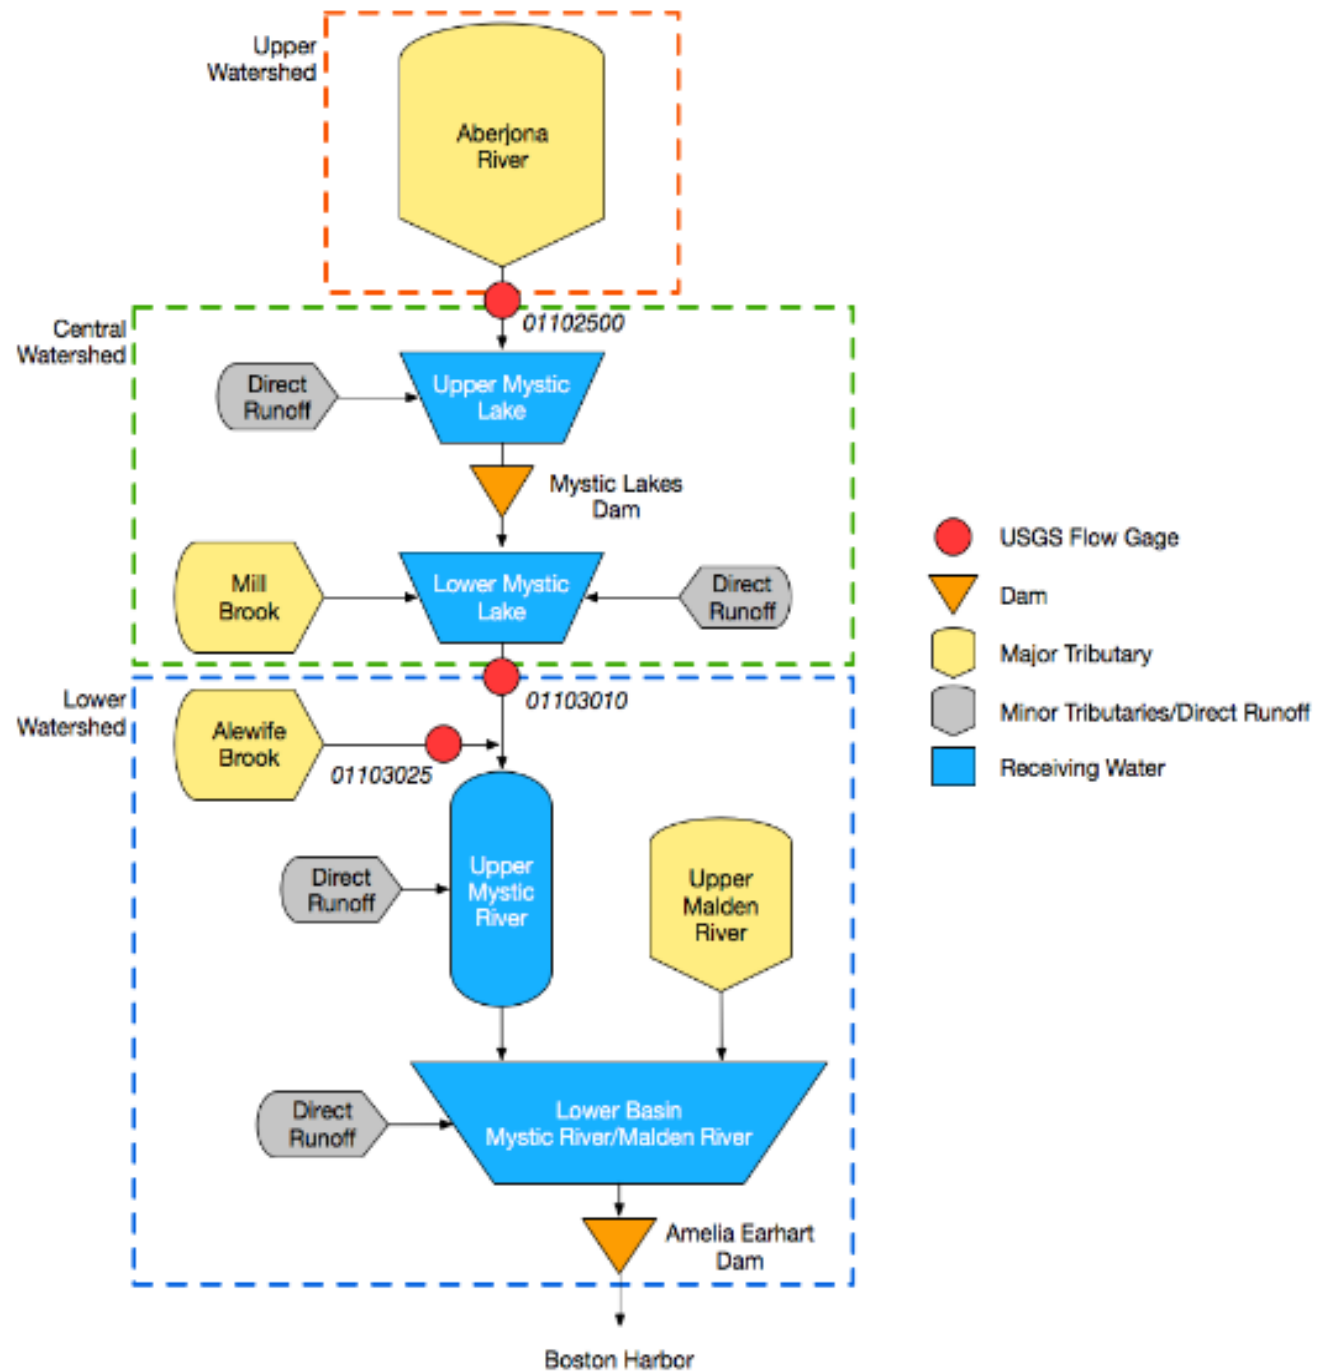 Upper
Watershed
Aberjona
River
01102500
Central
Watershed
Direct
Runoff
Upper Mystic
Lake
Mystic Lakes
Dam
Mill
Brook
Lower Mystic
Lake
Direct
Runoff
Lower
Watershed
01103010
Alewife
Brook
01103025
Upper
Mystic
River
Direct
Runoff
Upper
Malden
River
Direct
Runoff
Lower Basin
Mystic River/Malden River
Amelia Earhart
Dam
Boston Harbor
USGS Flow Gage
Dam
Major Tributary
Minor Tributaries/Direct Runoff
Receiving Water